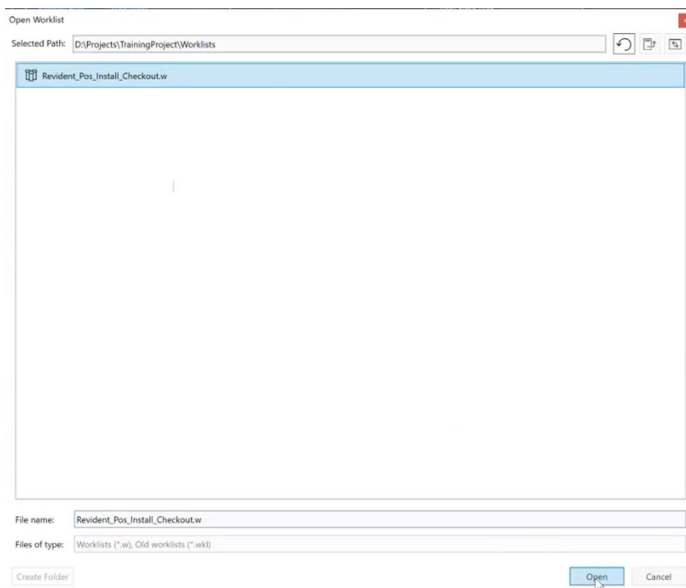 Open Worklist
Selected Path: D:\Projects\TrainingProject\Worklists
Revident_Pos_Install_Checkout.w
File name: Revident_Pos_Install_Checkout.w
Files of type: Worklists (*.w), Old worklists (*.wkl)
Create Folder Open Cancel